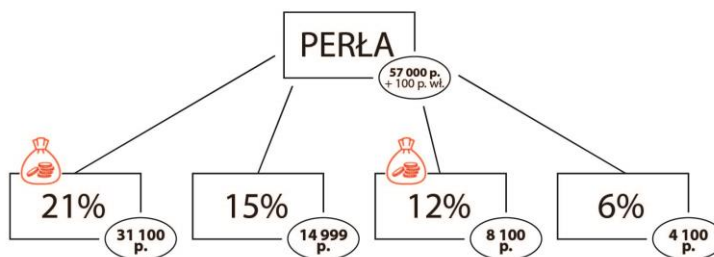 PERŁA
57 000 p.
+ 100 p. wł.
21%
15%
12%
6%
31 100
p.
14 999
p.
8 100
p.
4 100
p.